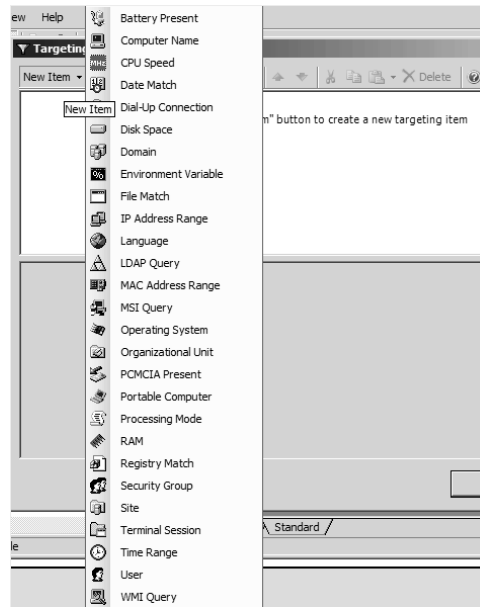 ew Help
Targeting
New Item
Delete
New Item
m" button to create a new targeting item
Battery Present
Computer Name
MHz
CPU Speed
Date Match
Dial-Up Connection
Disk Space
Domain
%
Environment Variable
File Match
IP Address Range
Language
LDAP Query
MAC Address Range
MSI Query
Operating System
Organizational Unit
PCMCIA Present
Portable Computer
Processing Mode
RAM
Registry Match
Security Group
Site
Terminal Session
Time Range
User
WMI Query
Standard
le